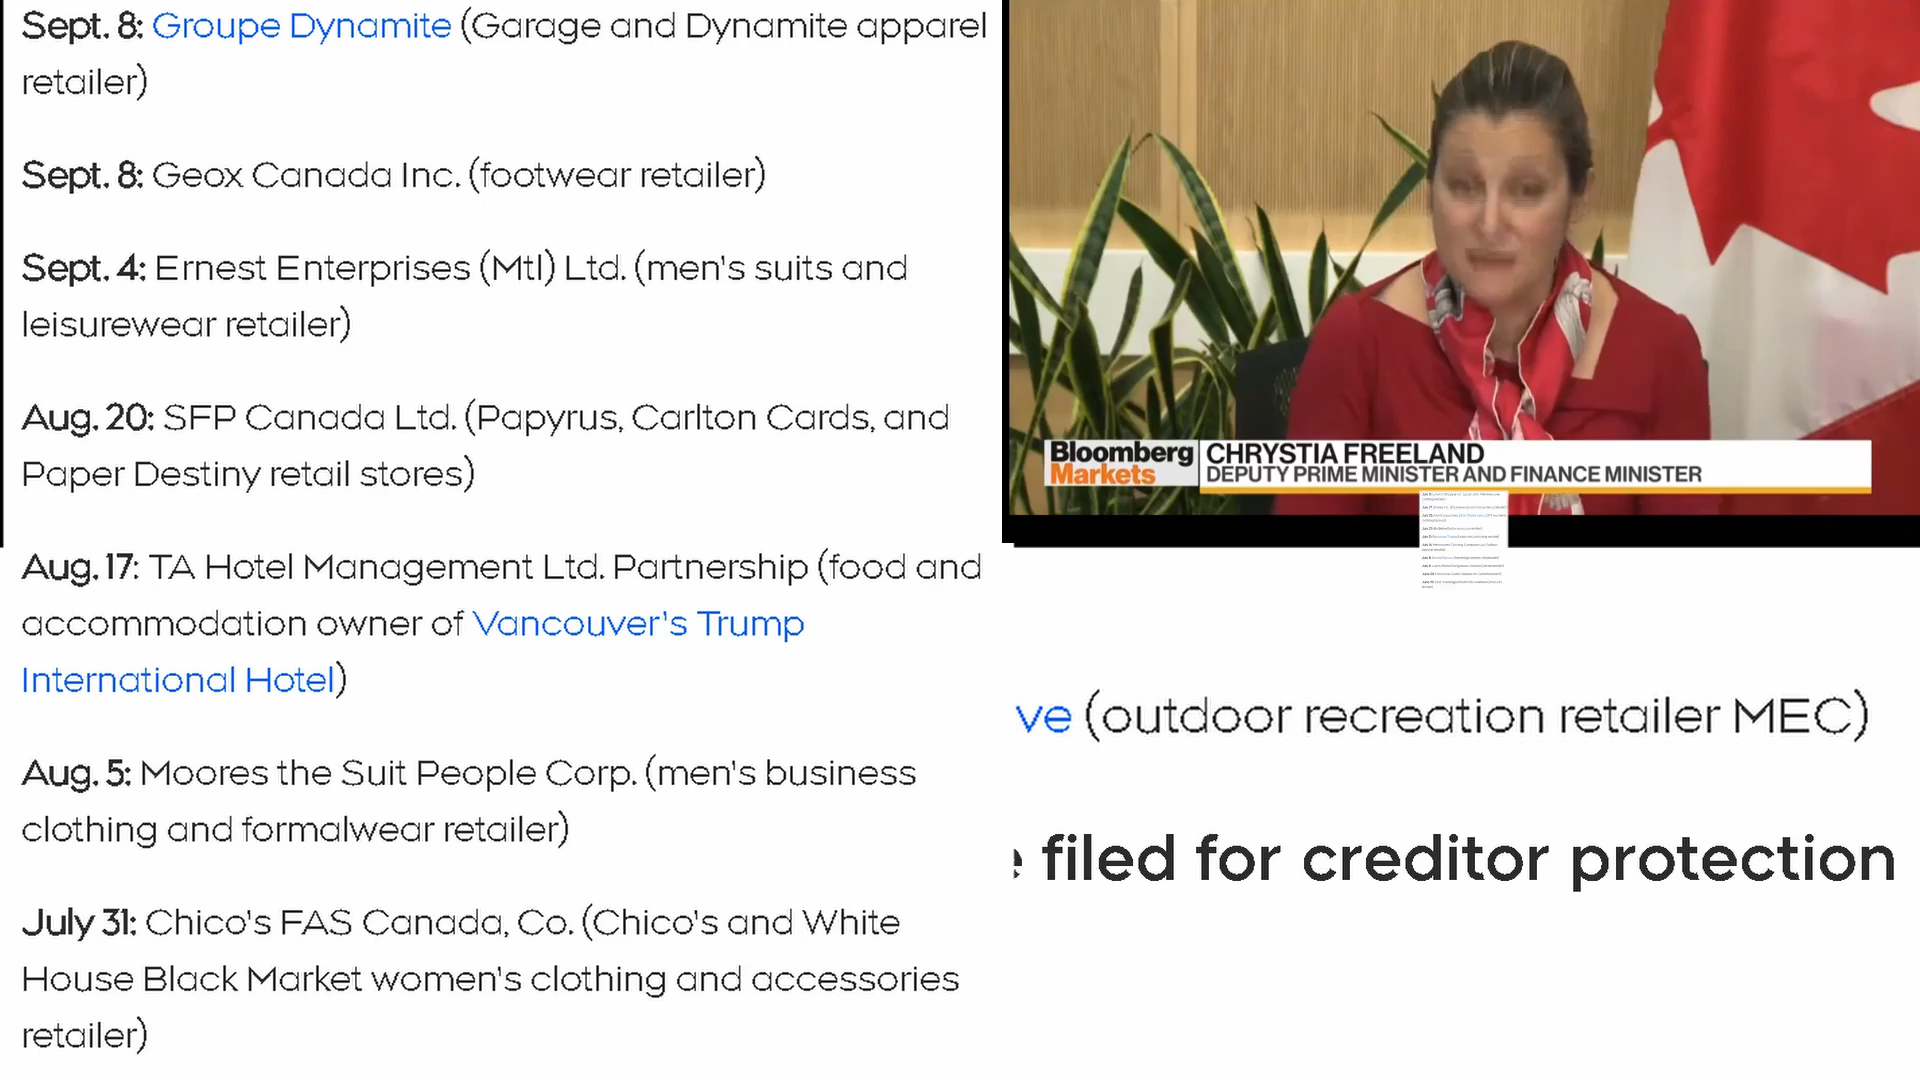 Sept. 8: Groupe Dynamite (Garage and Dynamite apparel
retailer)
Sept. 8: Geox Canada Inc. (footwear retailer)
Sept. 4: Ernest Enterprises (Mtl) Ltd. (men's suits and
leisurewear retailer)
Aug. 20: SFP Canada Ltd. (Papyrus, Carlton Cards, and
Paper Destiny retail stores)
Aug. 17: TA Hotel Management Ltd. Partnership (food and
accommodation owner of Vancouver's Trump
International Hotel)
Aug. 5: Moores the Suit People Corp. (men's business
clothing and formalwear retailer)
July 31: Chico's FAS Canada, Co. (Chico's and White
House Black Market women's clothing and accessories
retailer)
Bloomberg
Markets
CHRYSTIA FREELAND
DEPUTY PRIME MINISTER AND FINANCE MINISTER
ve (outdoor recreation retailer MEC)
filed for creditor protection